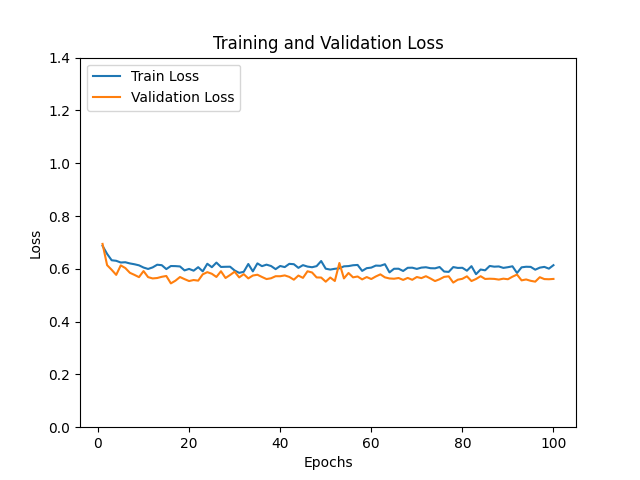 Training and Validation Loss
Train Loss
Validation Loss
1.4
1.2
1.0
0.8
0.6
0.4
0.2
0.0
Loss
0 20 40 60 80 100
Epochs